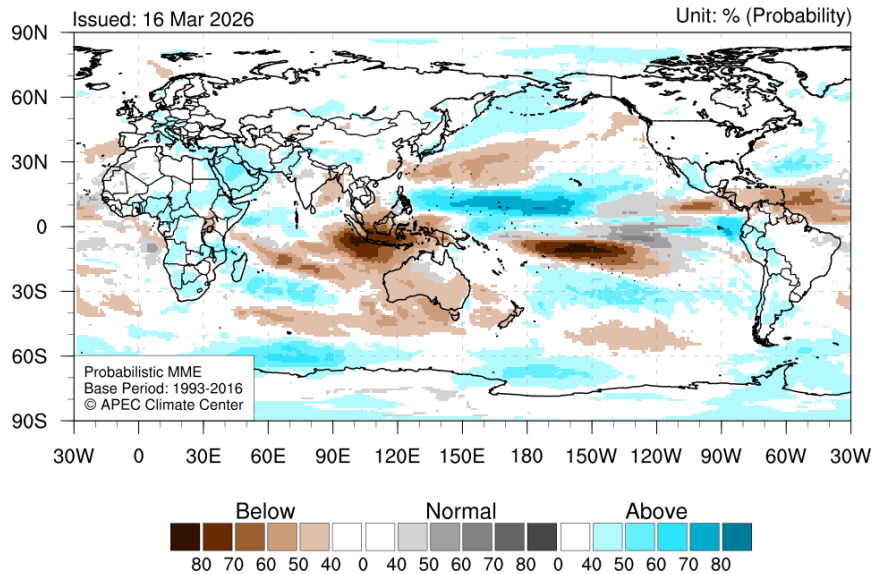 Issued: 16 Mar 2026
Unit: % (Probability)
90N
60N
30N
0
30S
60S
90S
Probabilistic MME
Base Period: 1993-2016
© APEC Climate Center
30W 0 30E 60E 90E 120E 150E 180 150W 120W 90W 60W 30W
Below Normal Above
80 70 60 50 40 0 40 50 60 70 80 0 40 50 60 70 80